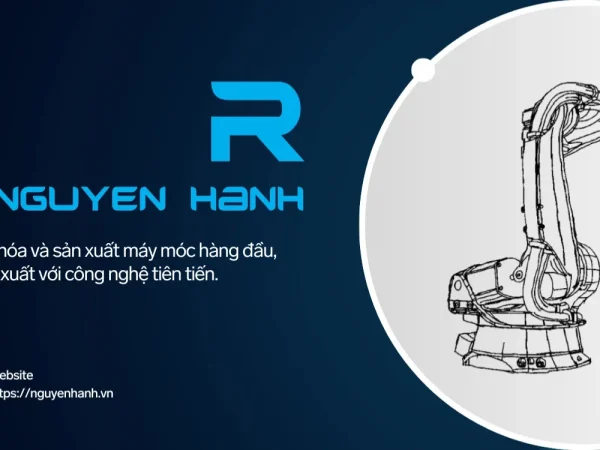 R
NGUYEN HANH
hóa và sản xuất máy móc hàng đầu,
xuất với công nghệ tiên tiến.
ebsite
tps://nguyenhanh.vn